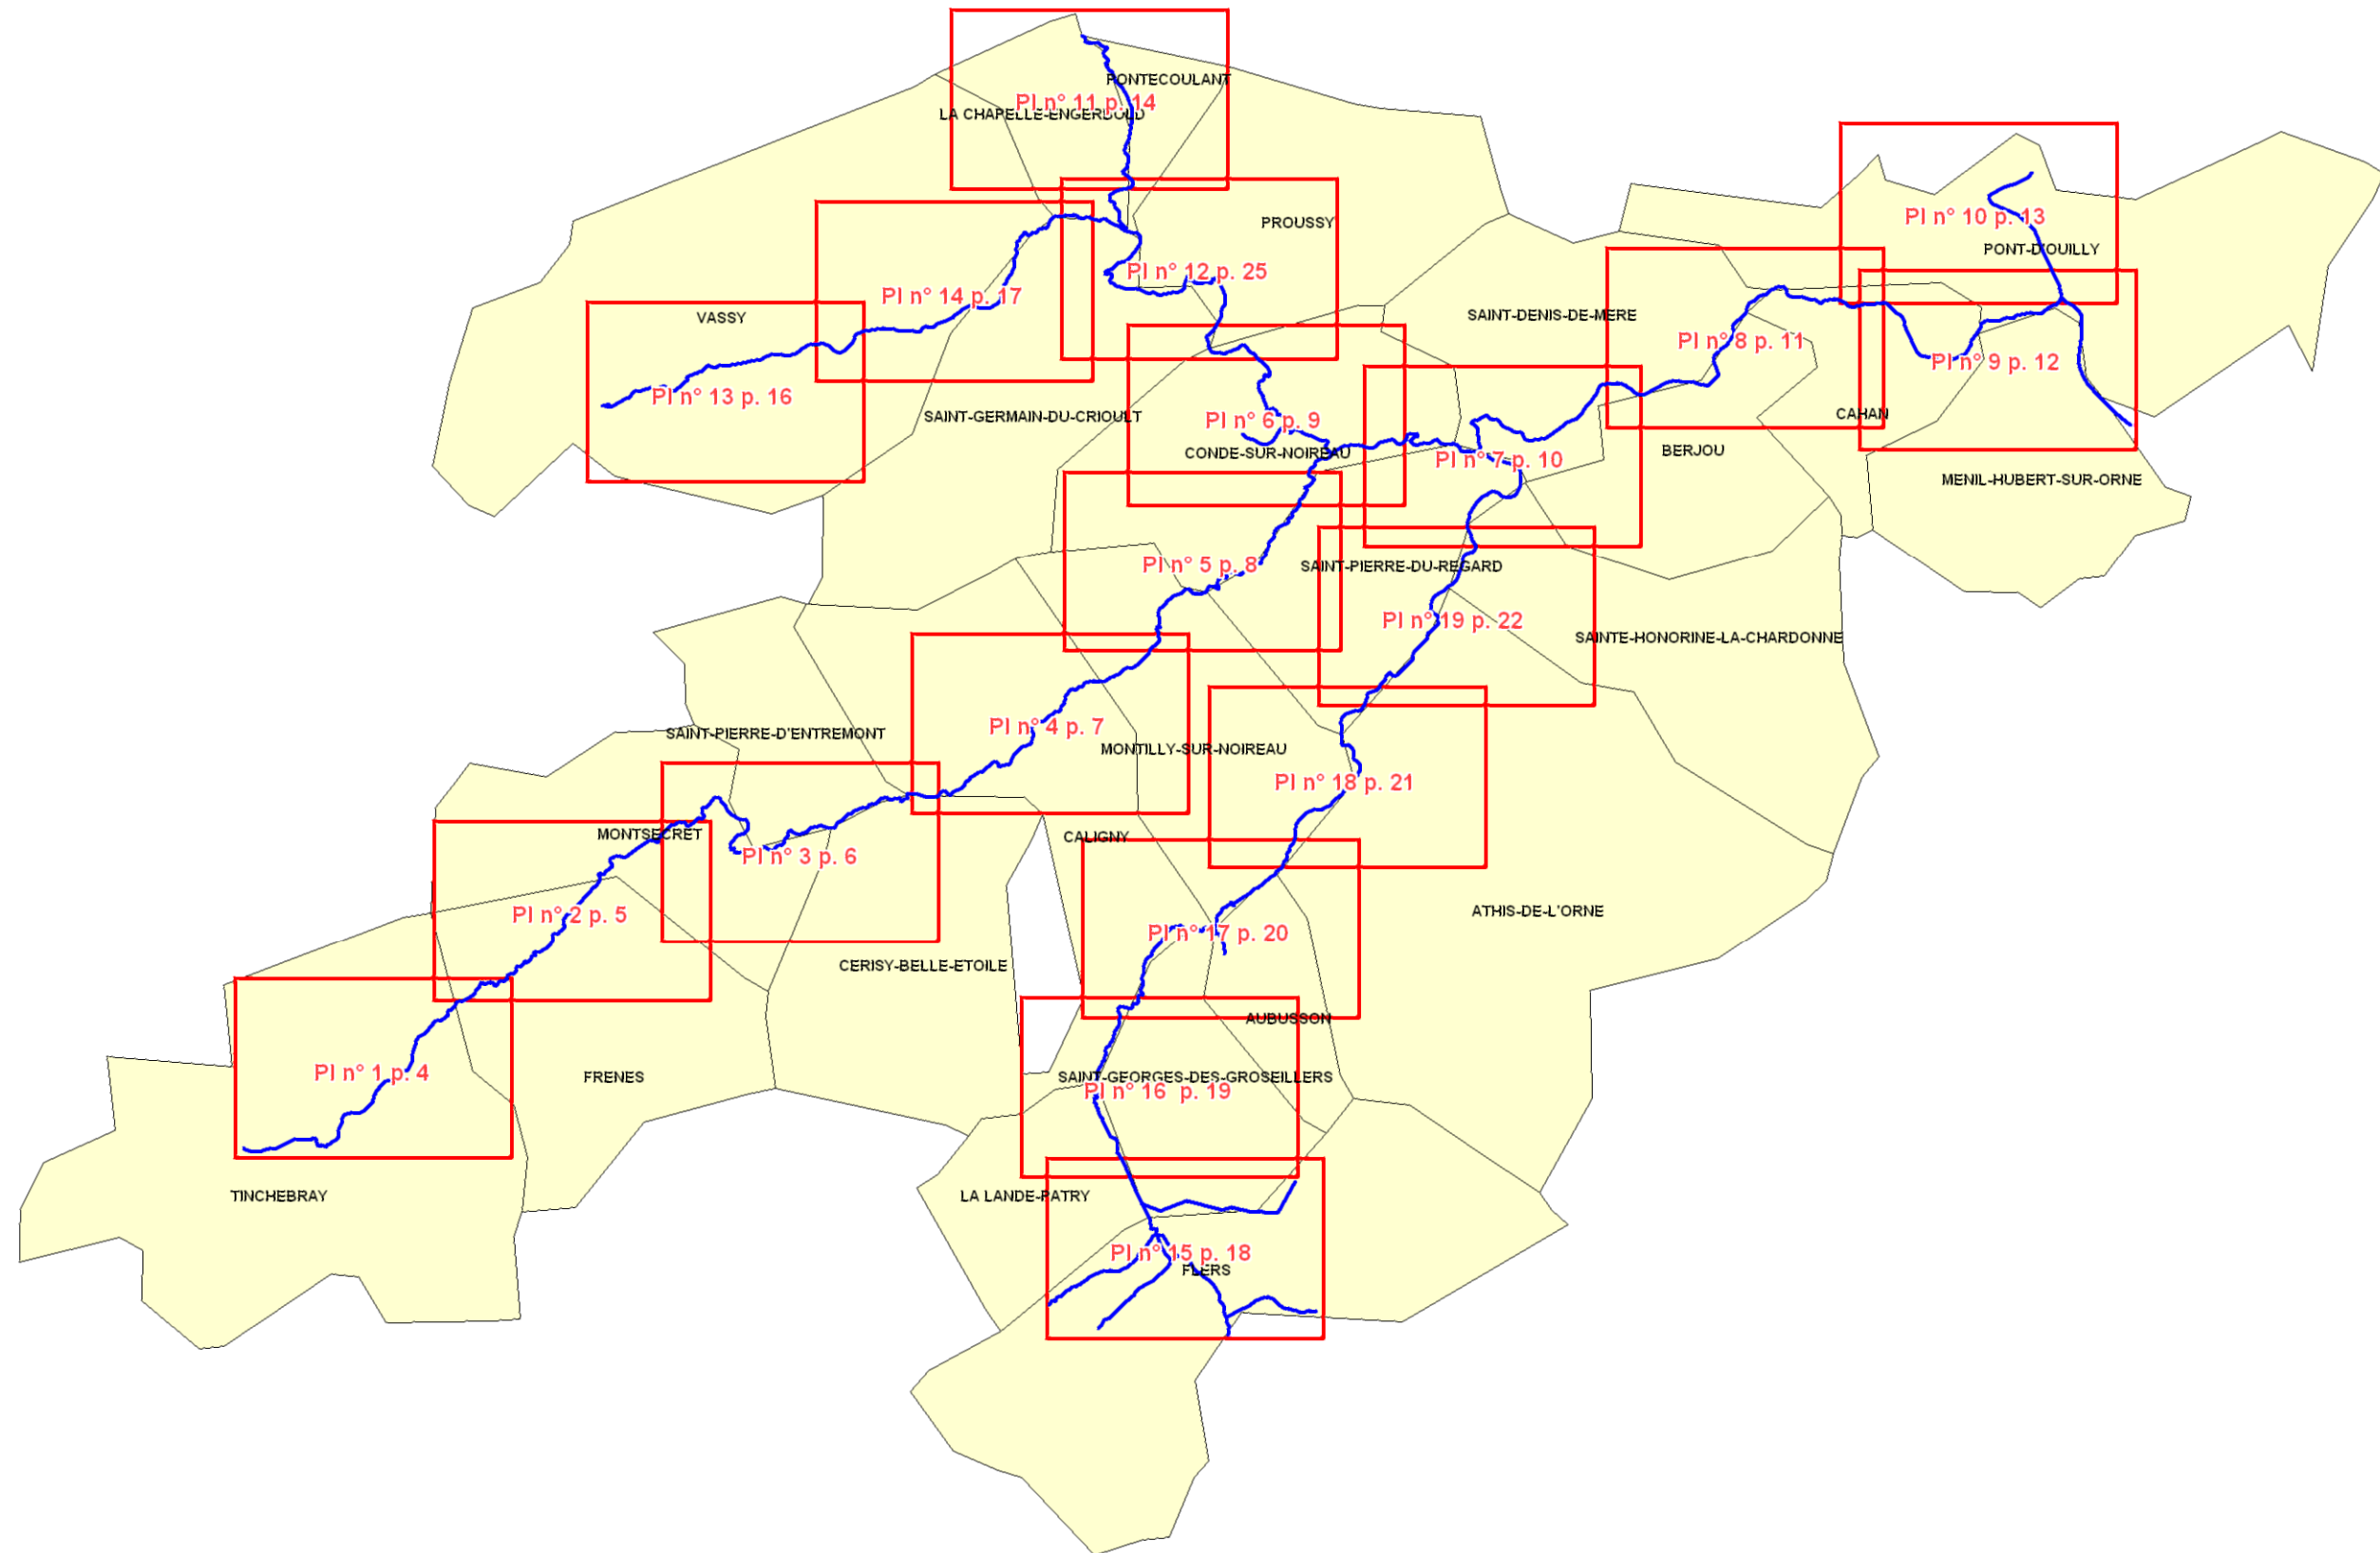 PONTECOULANT
Pl n° 11 p. 14
LA CHAPELLE-ENGERBOLD
PROUSSY
Pl n° 10 p. 13
PONT-D'OUILLY
Pl n° 12 p. 25
Pl n° 14 p. 17
VASSY
SAINT-DENIS-DE-MERE
Pl n° 8 p. 11
Pl n° 9 p. 12
Pl n° 13 p. 16
SAINT-GERMAIN-DU-CRIOULT
Pl n° 6 p. 9
CAHAN
CONDE-SUR-NOIREAU
Pl n° 7 p. 10
BERJOU
MENIL-HUBERT-SUR-ORNE
Pl n° 5 p. 8
SAINT-PIERRE-DU-REGARD
Pl n° 19 p. 22
SAINTE-HONORINE-LA-CHARDONNE
Pl n° 4 p. 7
SAINT-PIERRE-D'ENTREMONT
MONTILLY-SUR-NOIREAU
Pl n° 18 p. 21
MONTSECRET
CALIGNY
Pl n° 3 p. 6
Pl n° 2 p. 5
ATHIS-DE-L'ORNE
Pl n° 17 p. 20
CERISY-BELLE-ETOILE
AUBUSSON
Pl n° 1 p. 4
FRENES
SAINT-GEORGES-DES-GROSEILLERS
Pl n° 16 p. 19
TINCHEBRAY
LA LANDE-PATRY
Pl n° 15 p. 18
FLERS